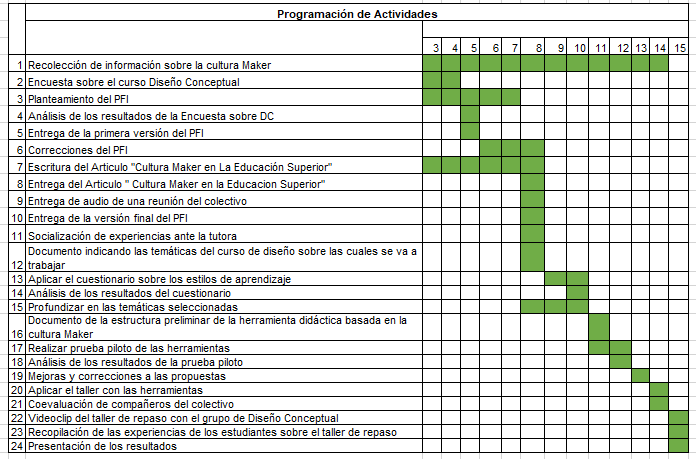 Programación de Actividades
3 4 5 6 7 8 9 10 11 12 13 14 15
1 Recolección de información sobre la cultura Maker
2 Encuesta sobre el curso Diseño Conceptual
3 Planteamiento del PFI
4 Análisis de los resultados de la Encuesta sobre DC
5 Entrega de la primera versión del PFI
6 Correcciones del PFI
7 Escritura del Articulo "Cultura Maker en La Educación Superior"
8 Entrega del Articulo " Cultura Maker en la Educacion Superior"
9 Entrega de audio de una reunión del colectivo
10 Entrega de la versión final del PFI
11 Socialización de experiencias ante la tutora
Documento indicando las temáticas del curso de diseño sobre las cuales se va a
12 trabajar
13 Aplicar el cuestionario sobre los estilos de aprendizaje
14 Análisis de los resultados del cuestionario
15 Profundizar en las temáticas seleccionadas
Documento de la estructura preliminar de la herramienta didáctica basada en la
16 cultura Maker
17 Realizar prueba piloto de las herramientas
18 Análisis de los resultados de la prueba piloto
19 Mejoras y correcciones a las propuestas
20 Aplicar el taller con las herramientas
21 Coevaluación de compañeros del colectivo
22 Videoclip del taller de repaso con el grupo de Diseño Conceptual
23 Recopilación de las experiencias de los estudiantes sobre el taller de repaso
24 Presentación de los resultados